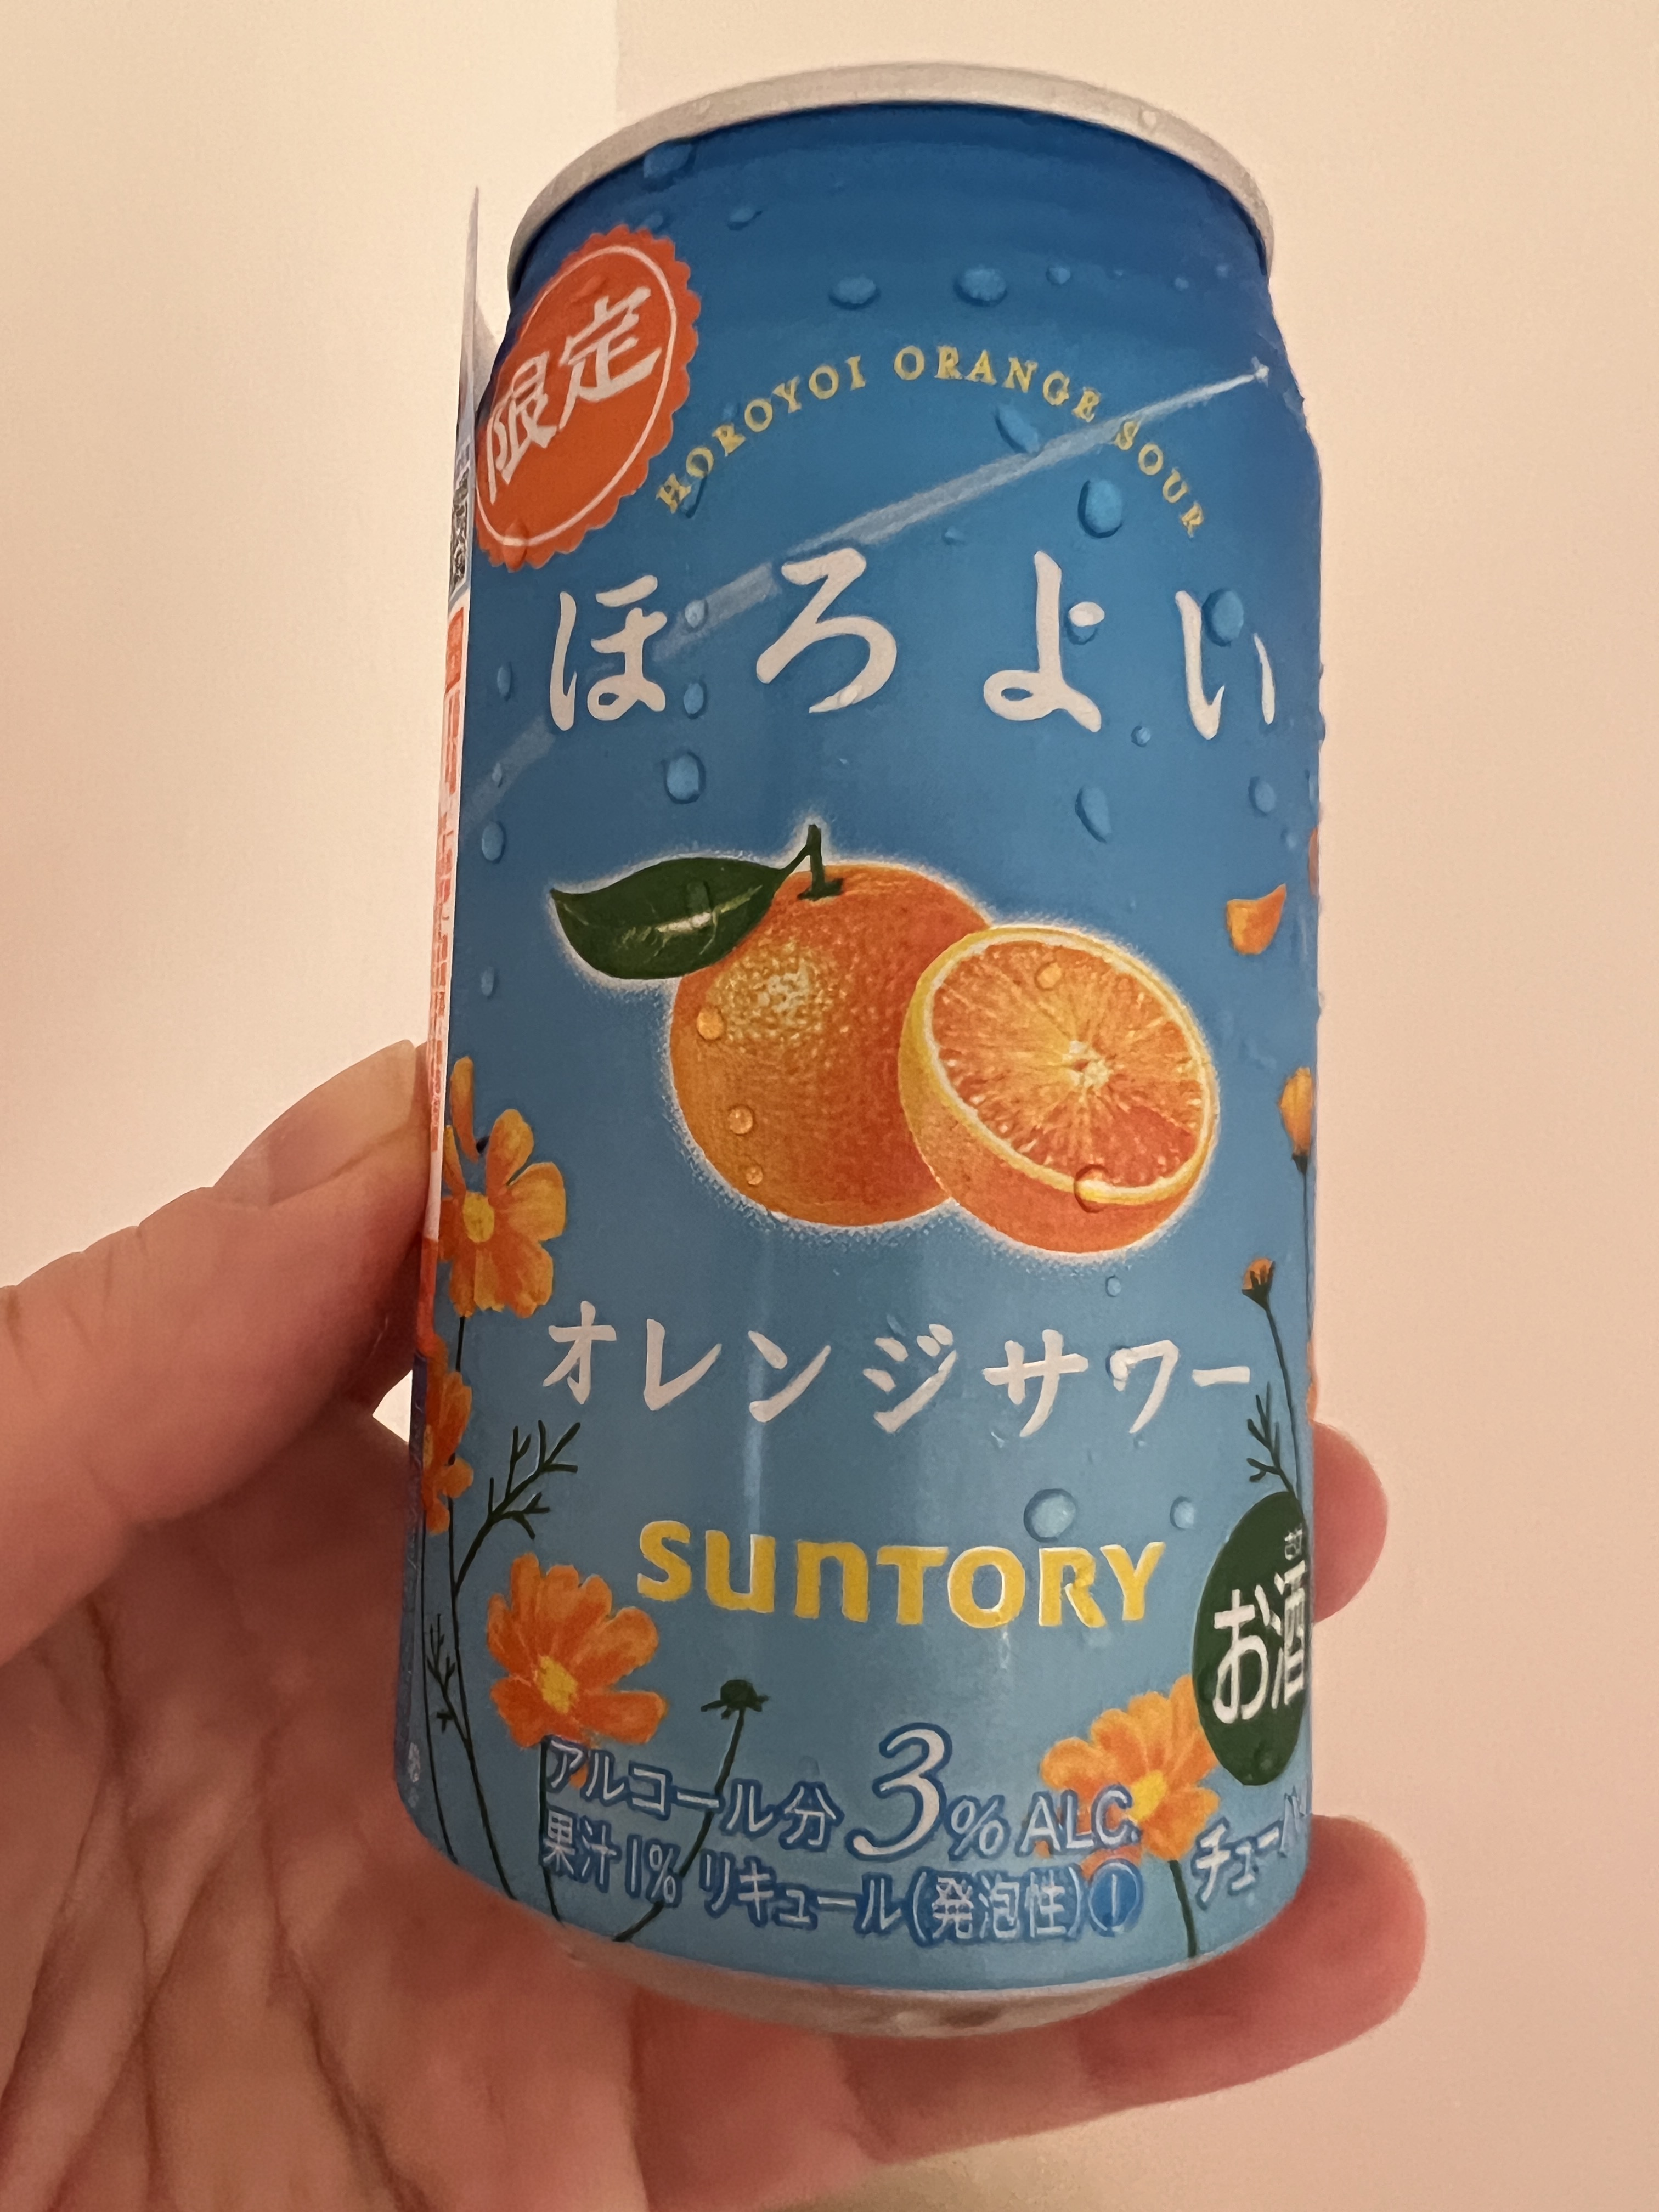 限定
HOROYOI ORANGE SOUR
ほろよい
オレンジサワー
SUNTORY
お酒
アルコール分3%ALC.
果汁1% リキュール(発泡性)①